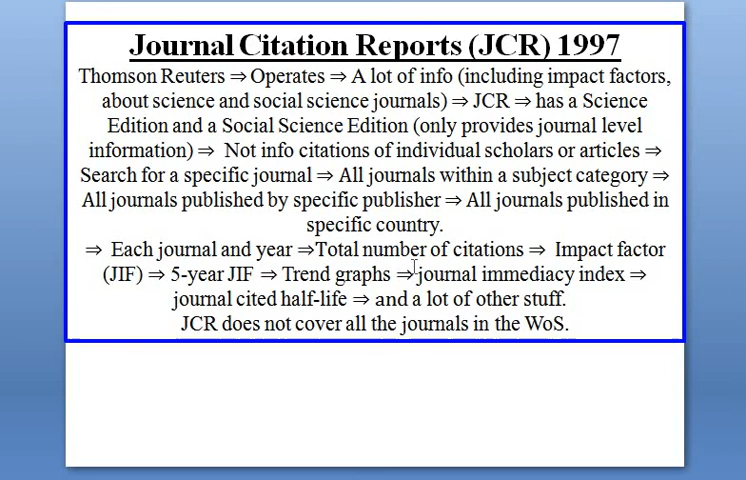 Journal Citation Reports (JCR) 1997
Thomson Reuters ⇒ Operates ⇒ A lot of info (including impact factors,
about science and social science journals) ⇒ JCR ⇒ has a Science
Edition and a Social Science Edition (only provides journal level
information) ⇒ Not info citations of individual scholars or articles ⇒
Search for a specific journal ⇒ All journals within a subject category ⇒
All journals published by specific publisher ⇒ All journals published in
specific country.
⇒ Each journal and year ⇒Total number of citations ⇒ Impact factor
(JIF) ⇒ 5-year JIF ⇒ Trend graphs ⇒journal immediacy index ⇒
journal cited half-life ⇒ and a lot of other stuff.
JCR does not cover all the journals in the WoS.